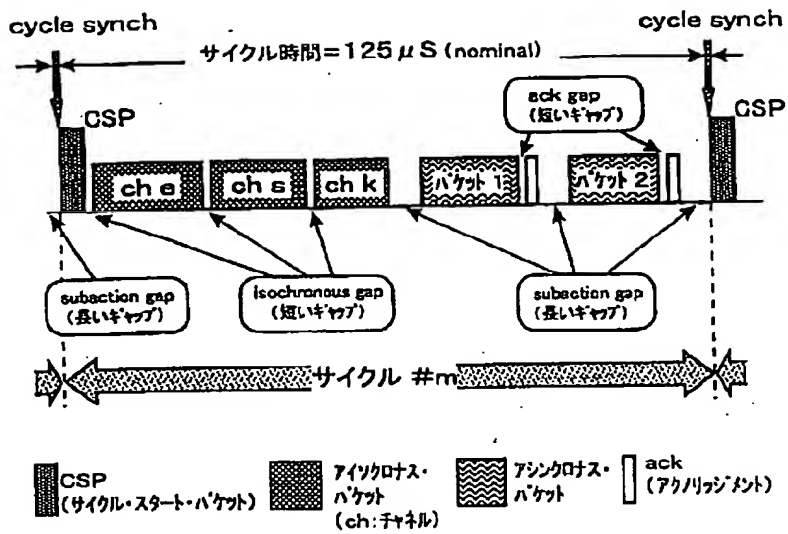 cycle synch
cycle synch
サイクル時間=125μS (nominal)
CSP
ack gap
(短いギャップ)
CSP
ch e
ch s
ch k
パケット 1
パケット 2
subaction gap
(長いギャップ)
isochronous gap
(短いギャップ)
subaction gap
(長いギャップ)
サイクル #m
CSP
(サイクル・スタート・パケット)
アイソクロナス・
パケット
(ch:チャネル)
アシンクロナス・
パケット
ack
(アクノリッジメント)